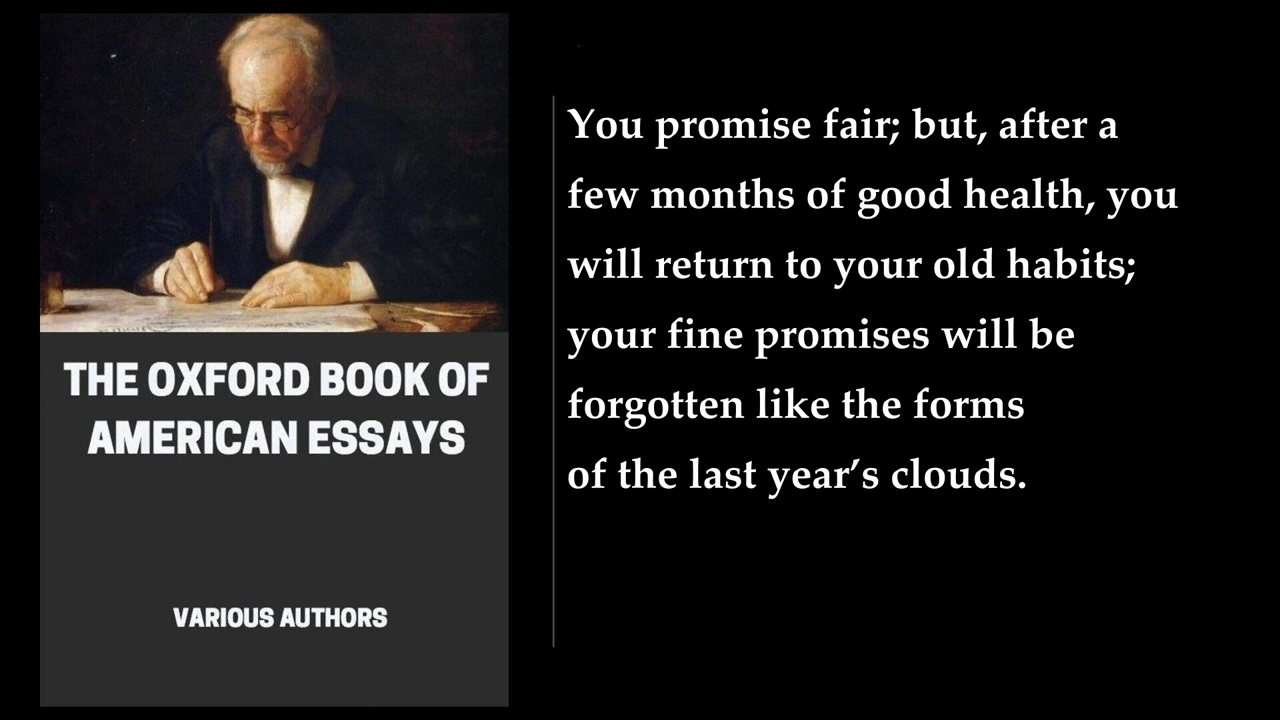 THE OXFORD BOOK OF
AMERICAN ESSAYS
VARIOUS AUTHORS
You promise fair; but, after a
few months of good health, you
will return to your old habits;
your fine promises will be
forgotten like the forms
of the last year’s clouds.